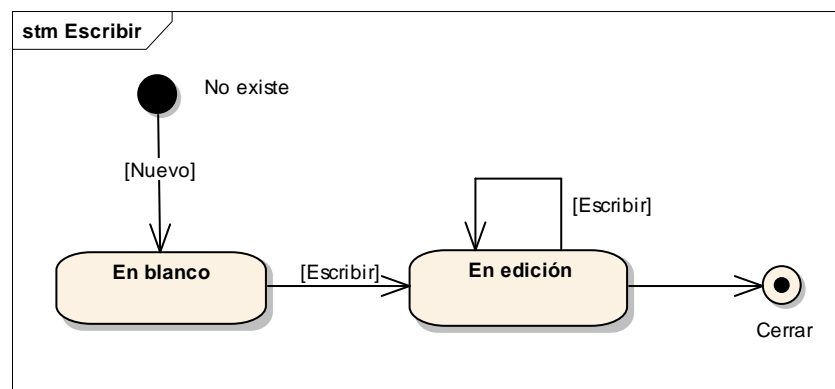 stm Escribir
No existe
[Nuevo]
[Escribir]
En blanco
[Escribir]
En edición
Cerrar